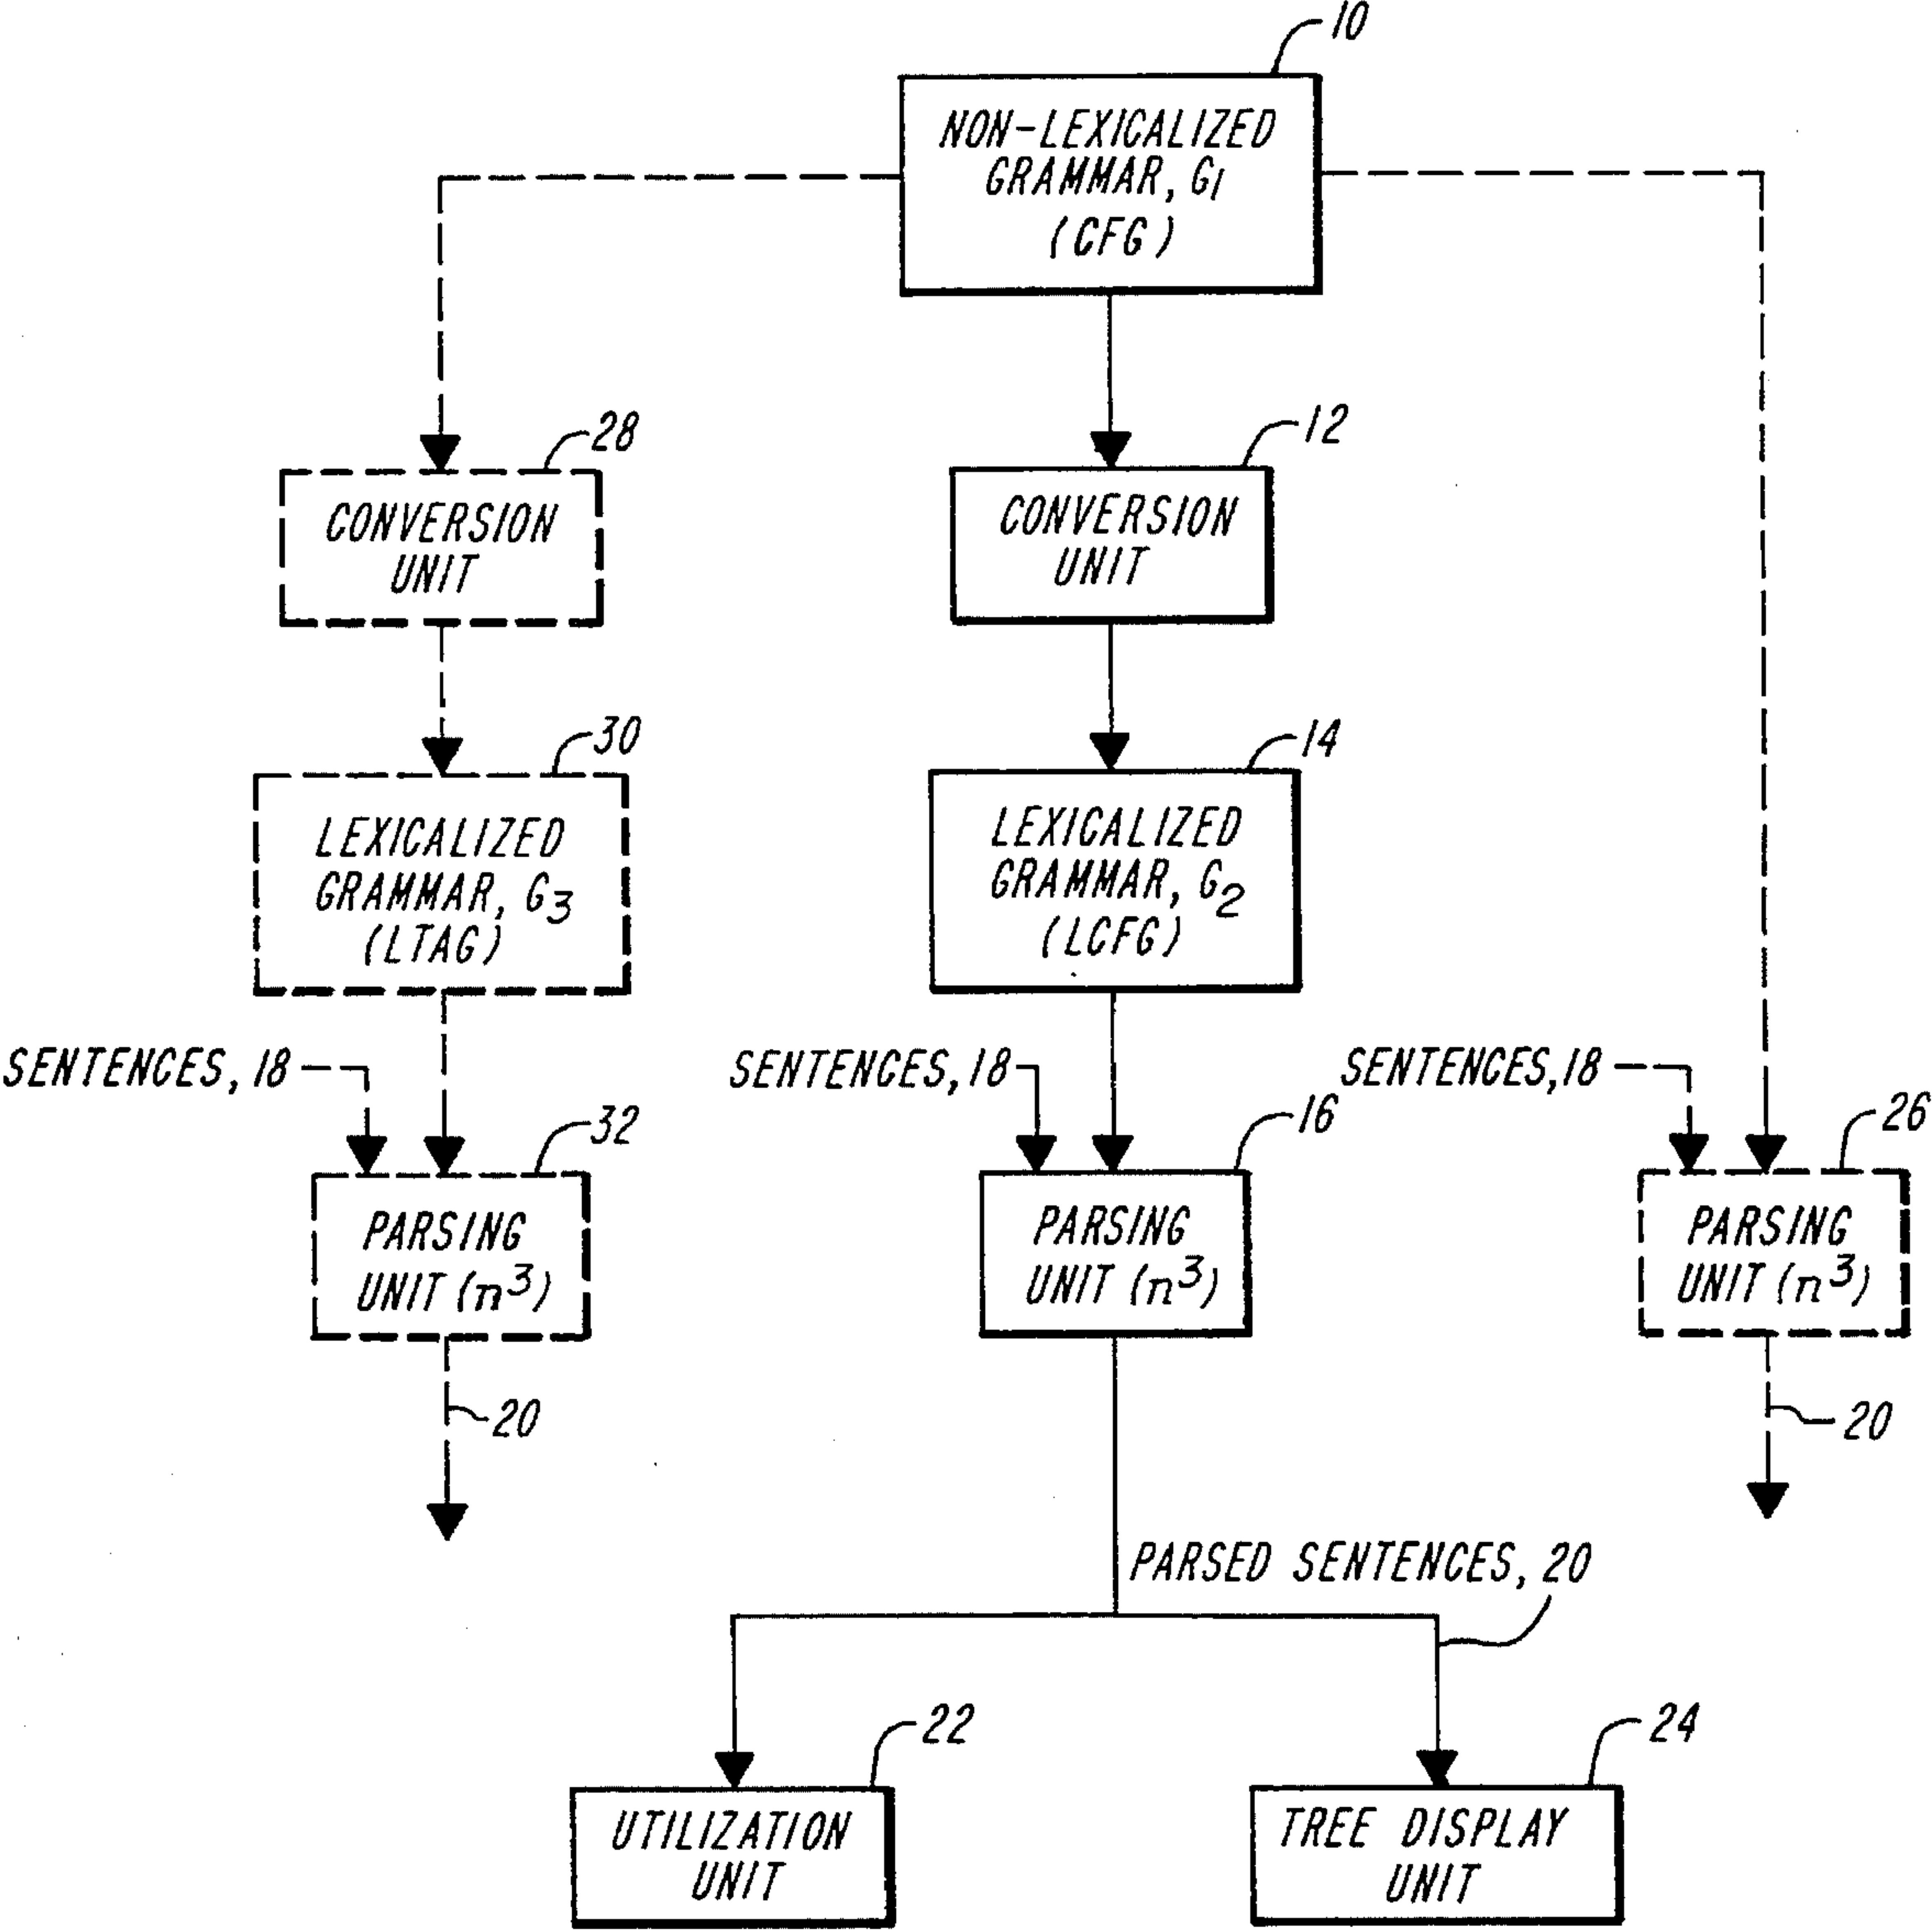 10
NON-LEXICALIZED
GRAMMAR, G1
(CFG)
28
CONVERSION
UNIT
12
CONVERSION
UNIT
30
LEXICALIZED
GRAMMAR, G3
(LTAG)
14
LEXICALIZED
GRAMMAR, G2
(LCFG)
SENTENCES, 18
SENTENCES, 18
SENTENCES, 18
32
PARSING
UNIT (n³)
16
PARSING
UNIT (n³)
26
PARSING
UNIT (n³)
20
20
PARSED SENTENCES, 20
22
UTILIZATION
UNIT
24
TREE DISPLAY
UNIT